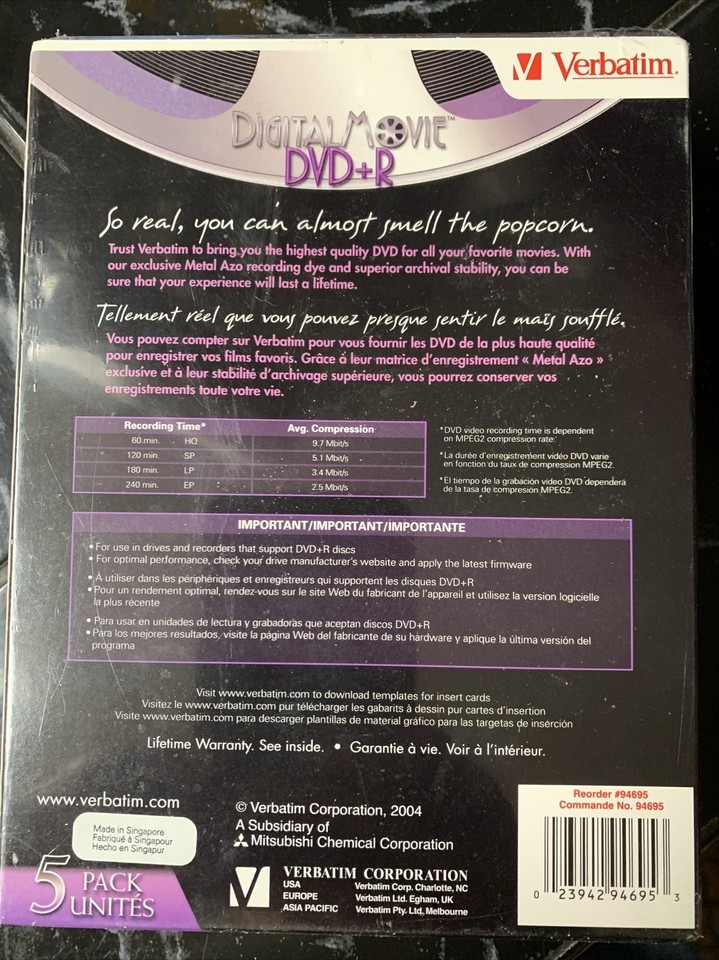 Verbatim.
DIGITALMOVIE™
DVD+R
So real, you can almost smell the popcorn.
Trust Verbatim to bring you the highest quality DVD for all your favorite movies. With
our exclusive Metal Azo recording dye and superior archival stability, you can be
sure that your experience will last a lifetime.
Tellement réel que vous pouvez presque sentir le maïs soufflé.
Vous pouvez compter sur Verbatim pour vous fournir les DVD de la plus haute qualité
pour enregistrer vos films favoris. Grâce à leur matrice d'enregistrement « Metal Azo »
exclusive et à leur stabilité d'archivage supérieure, vous pourrez conserver vos
enregistrements toute votre vie.
Recording Time* Avg. Compression
60 min. HQ 9.7 Mbit/s
120 min. SP 5.1 Mbit/s
180 min. LP 3.4 Mbit/s
240 min. EP 2.5 Mbit/s
*DVD video recording time is dependent
on MPEG2 compression rate.
*La durée d'enregistrement vidéo DVD varie
en fonction du taux de compression MPEG2.
*El tiempo de la grabación video DVD dependerá
de la tasa de compresión MPEG2.
IMPORTANT/IMPORTANT/IMPORTANTE
• For use in drives and recorders that support DVD+R discs
• For optimal performance, check your drive manufacturer's website and apply the latest firmware
• À utiliser dans les périphériques et enregistreurs qui supportent les disques DVD+R
• Pour un rendement optimal, rendez-vous sur le site Web du fabricant de l'appareil et utilisez la version logicielle
la plus récente
• Para usar en unidades de lectura y grabadoras que aceptan discos DVD+R
• Para los mejores resultados, visite la página Web del fabricante de su hardware y aplique la última versión del
programa
Visit www.verbatim.com to download templates for insert cards
Visitez le www.verbatim.com pur télécharger les gabarits à dessin pur cartes d'insertion
Visite www.verbatim.com para descargar plantillas de material gráfico para las targetas de inserción
Lifetime Warranty. See inside. • Garantie à vie. Voir à l'intérieur.
www.verbatim.com
Made in Singapore
Fabriqué à Singapour
Hecho en Singapur
5 PACK
UNITÉS
© Verbatim Corporation, 2004
A Subsidiary of
Mitsubishi Chemical Corporation
VERBATIM CORPORATION
USA Verbatim Corp. Charlotte, NC
EUROPE Verbatim Ltd. Egham, UK
ASIA PACIFIC Verbatim Pty. Ltd, Melbourne
Reorder #94695
Commande No. 94695
0 23942 94695 3